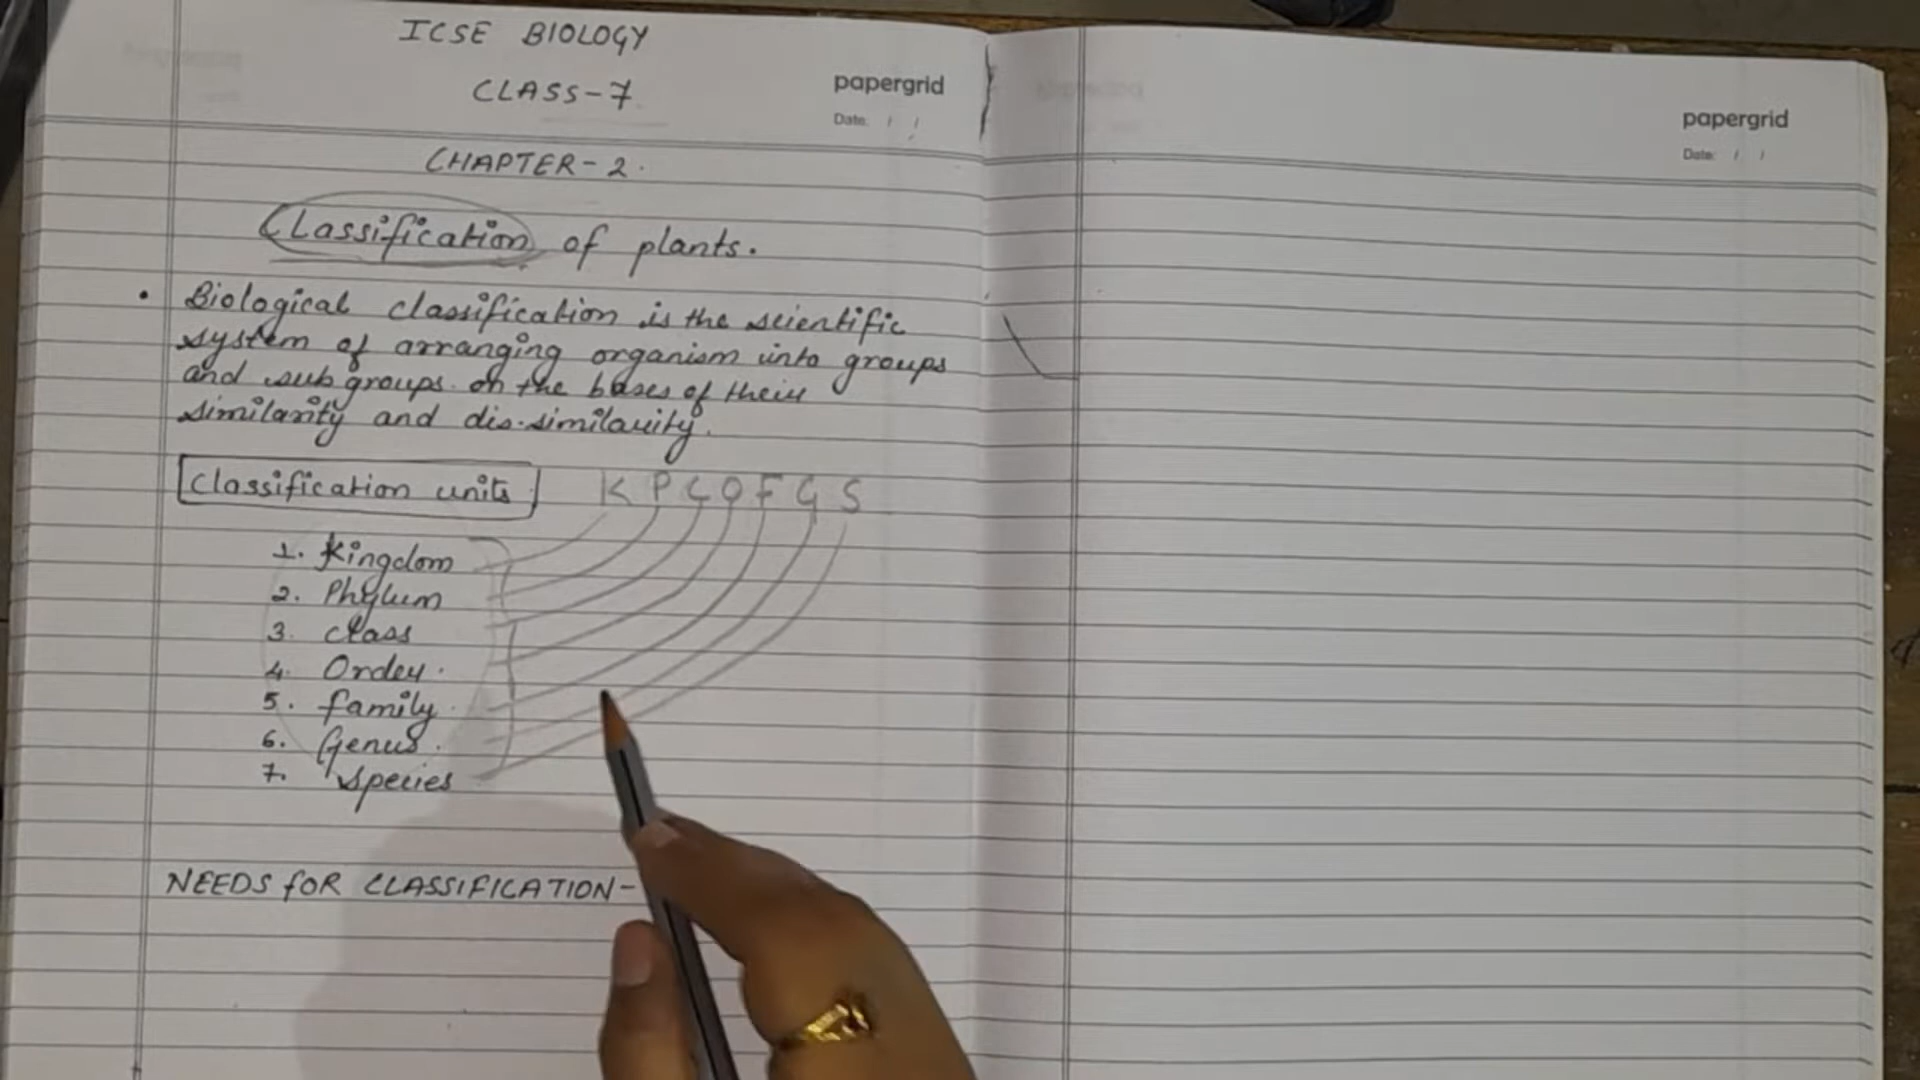 ICSE BIOLOGY
CLASS-7
papergrid
Date: / /
CHAPTER-2.
Classification of plants.
• Biological classification is the scientific
system of arranging organism into groups
and sub groups on the bases of their
similarity and dis-similarity.
Classification units K P C O F G S
1. Kingdom
2. Phylum
3. class
4. Order.
5. family.
6. Genus.
7. species
NEEDS FOR CLASSIFICATION-
papergrid
Date: / /